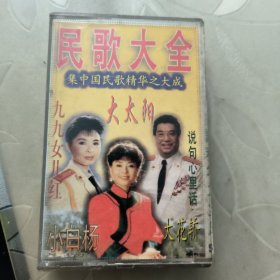 民歌大全
集中国民歌精华之大成
九九女儿红
大太阳
说句心里话
小白杨
大花轿